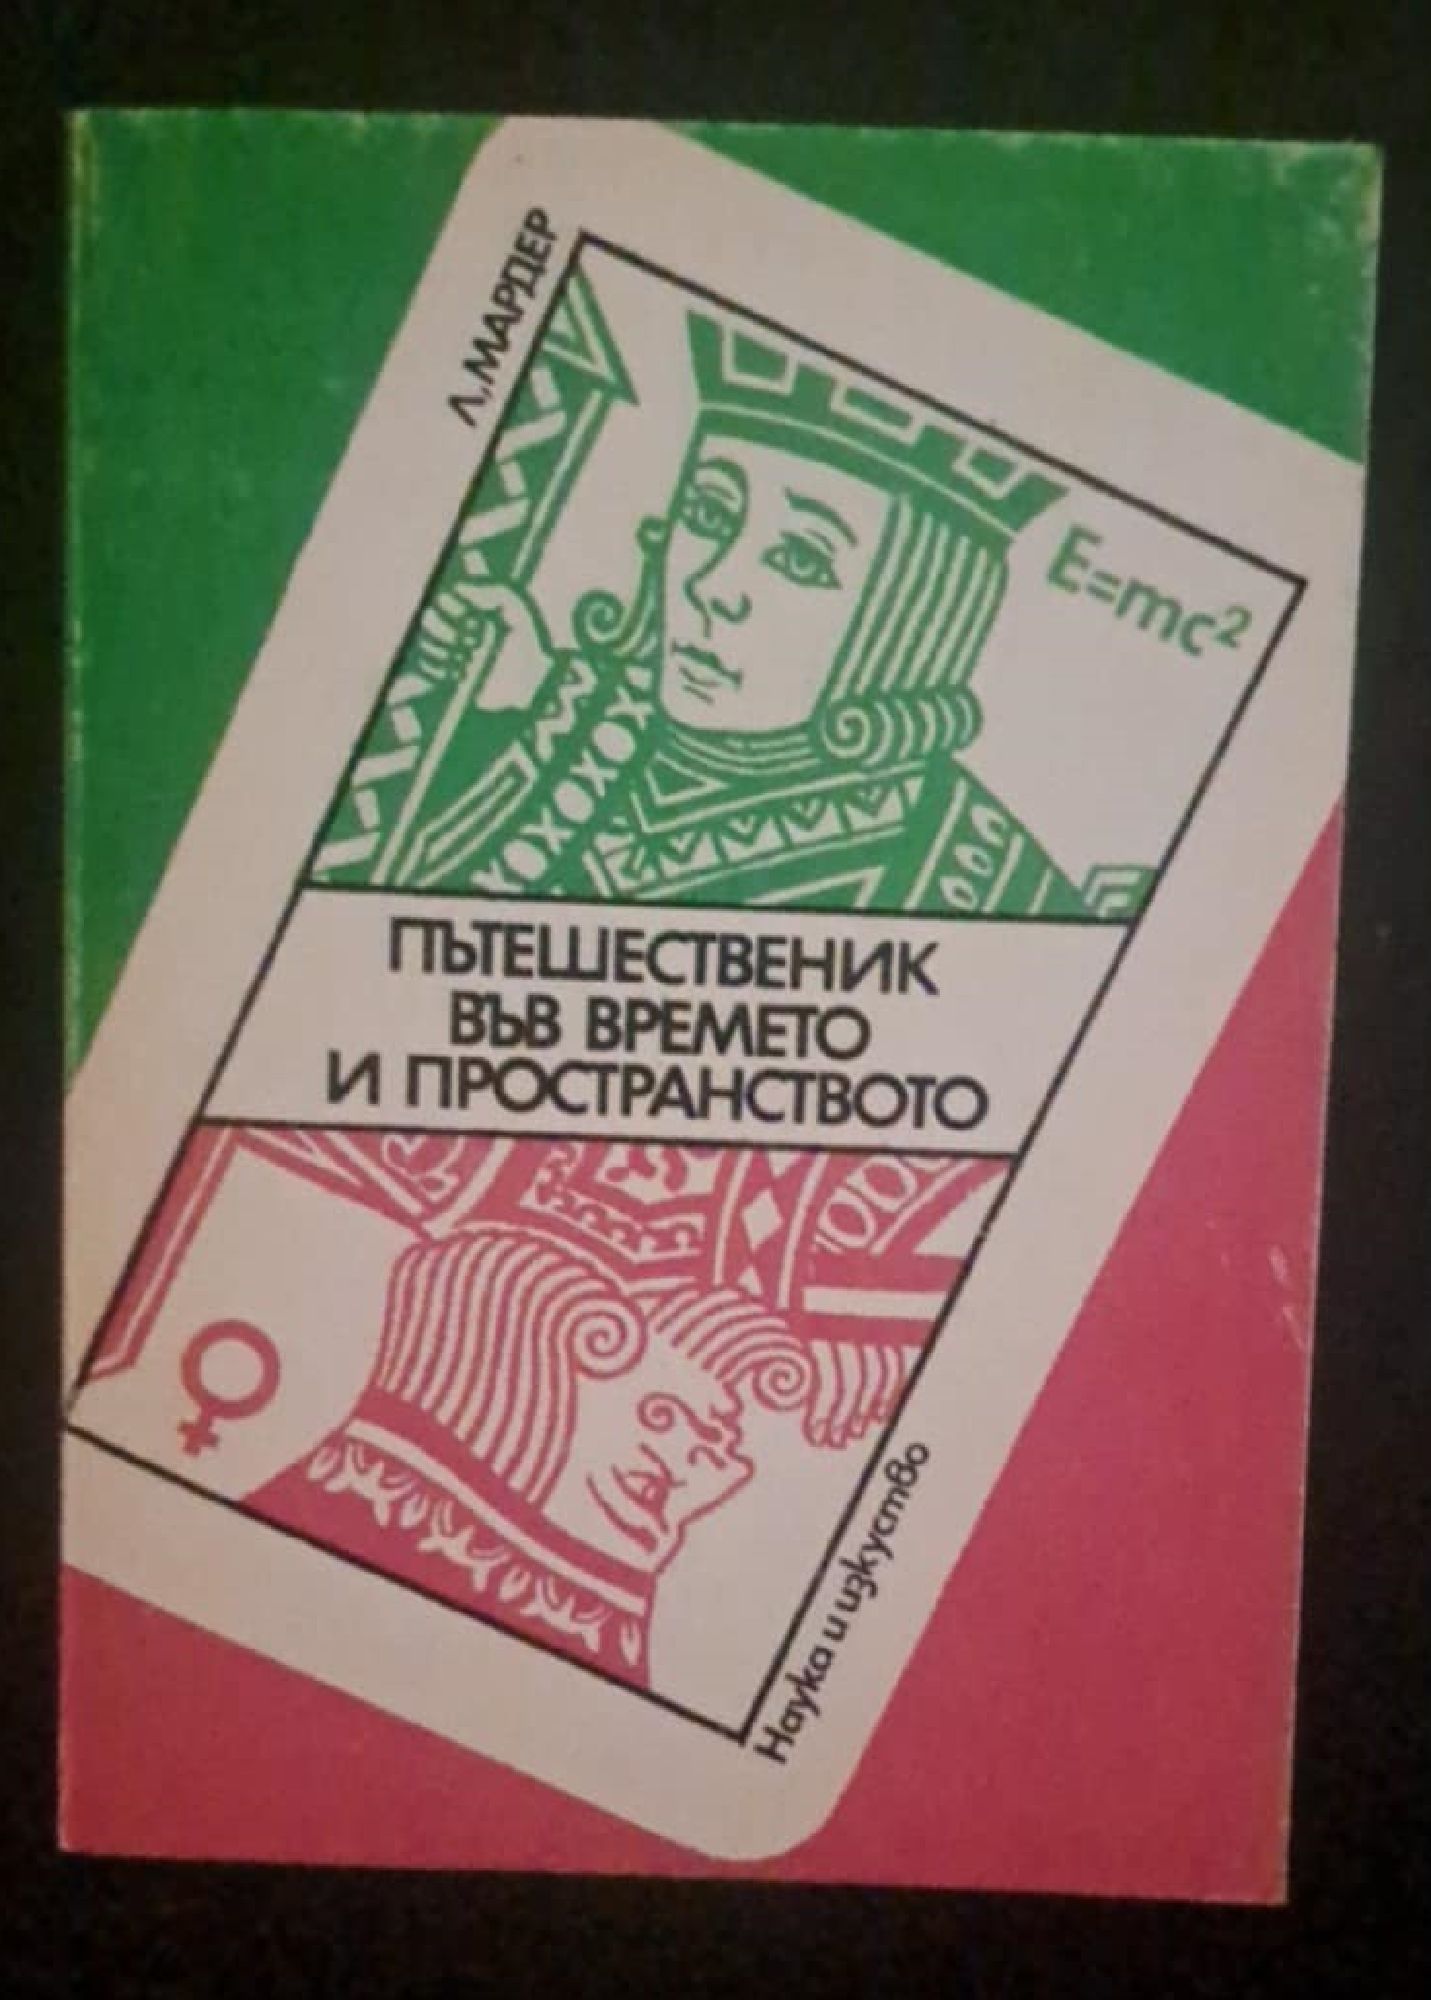 Л. МАРДЕР
E=mc²
ПЪТЕШЕСТВЕНИК
ВЪВ ВРЕМЕТО
И ПРОСТРАНСТВОТО
Наука и изкуство